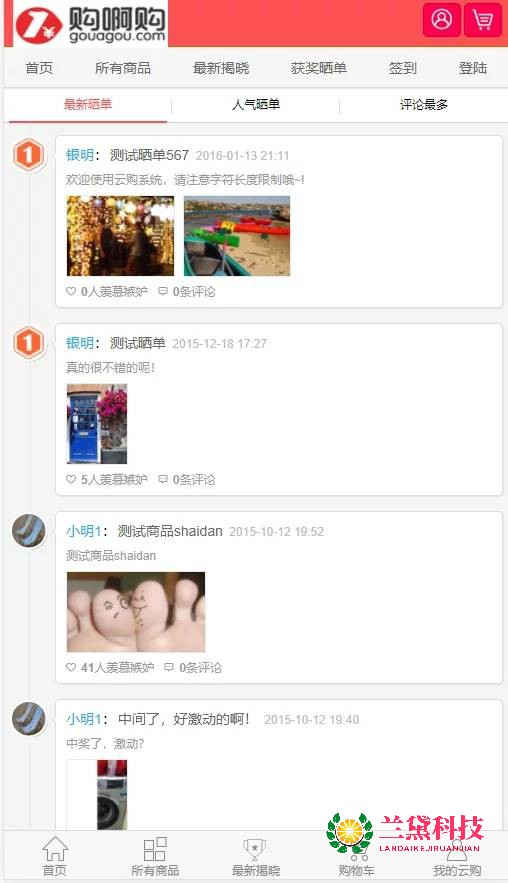 购啊购
gouagou.com
首页 所有商品 最新揭晓 获奖晒单 签到 登陆
最新晒单 人气晒单 评论最多
银明： 测试晒单567 2016-01-13 21:11
欢迎使用云购系统，请注意字符长度限制哦~!
0人羡慕嫉妒 0条评论
银明： 测试晒单 2015-12-18 17:27
真的很不错的呢!
5人羡慕嫉妒 0条评论
小明1： 测试商品shaidan 2015-10-12 19:52
测试商品shaidan
41人羡慕嫉妒 0条评论
小明1： 中间了，好激动的啊！ 2015-10-12 19:40
中奖了，激动?
兰黛科技
LANDAIKEJIRUANJIAN
首页 所有商品 最新揭晓 购物车 我的云购